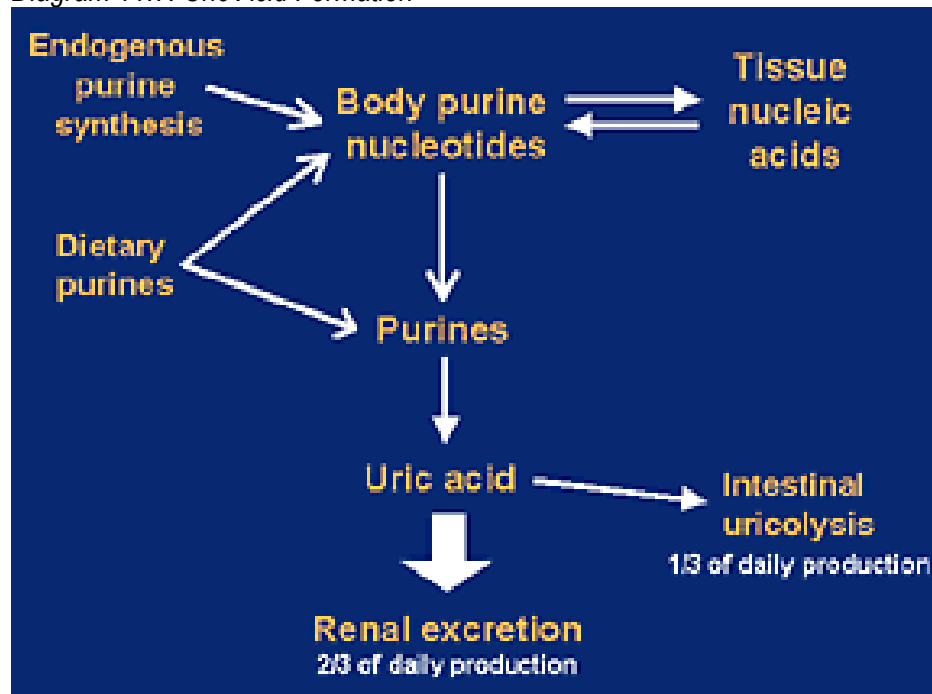 Endogenous
purine
synthesis
Body purine
nucleotides
Tissue
nucleic
acids
Dietary
purines
Purines
Uric acid
Intestinal
uricolysis
1/3 of daily production
Renal excretion
2/3 of daily production